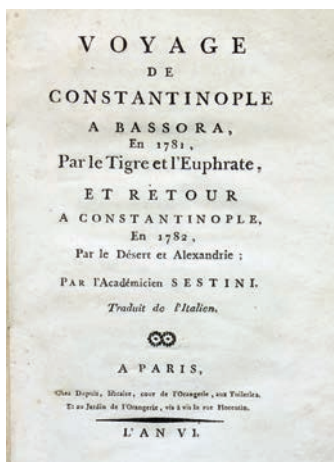 VOYAGE
DE
CONSTANTINOPLE
A BASSORA,
En 1781,
Par le Tigre et l'Euphrate,
ET RETOUR
A CONSTANTINOPLE,
En 1782,
Par le Désert et Alexandrie ;
PAR l'Académicien SESTINI.
Traduit de l'Italien.
A PARIS,
Chez Dupuis, libraire, cour de l'Orangerie, aux Tuileries.
Et au Jardin de l'Orangerie, vis à vis la rue Florentin.
L'AN VI.